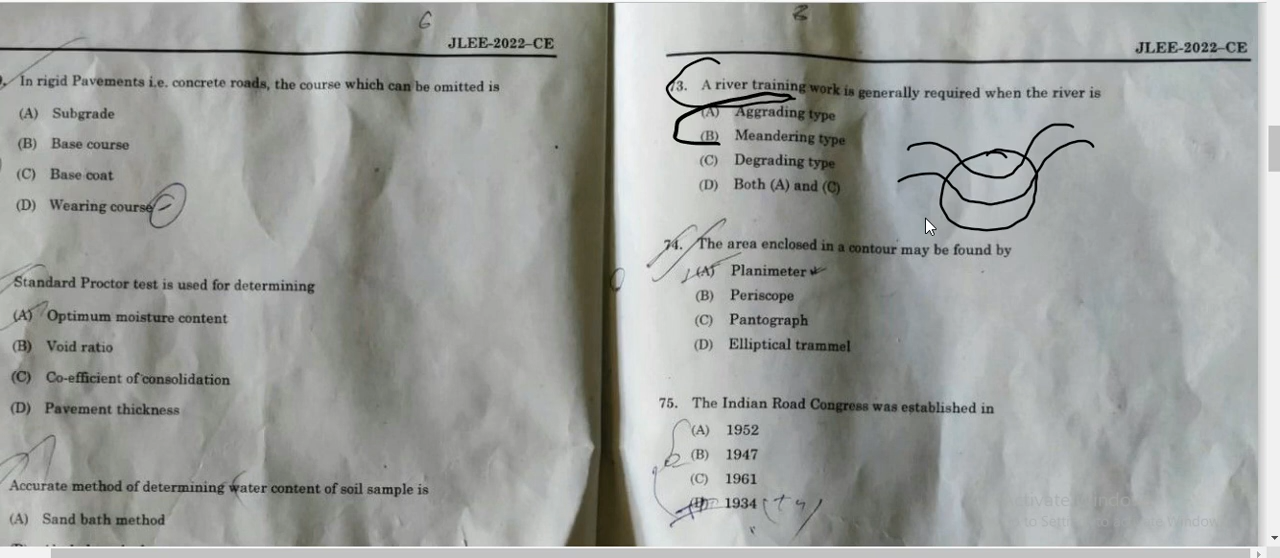 6
JLEE-2022-CE
In rigid Pavements i.e. concrete roads, the course which can be omitted is
(A) Subgrade
(B) Base course
(C) Base coat
(D) Wearing course
Standard Proctor test is used for determining
(A) Optimum moisture content
(B) Void ratio
(C) Co-efficient of consolidation
(D) Pavement thickness
Accurate method of determining water content of soil sample is
(A) Sand bath method
8
JLEE-2022-CE
73. A river training work is generally required when the river is
(A) Aggrading type
(B) Meandering type
(C) Degrading type
(D) Both (A) and (C)
74. The area enclosed in a contour may be found by
(A) Planimeter
(B) Periscope
(C) Pantograph
(D) Elliptical trammel
75. The Indian Road Congress was established in
(A) 1952
(B) 1947
(C) 1961
(D) 1934